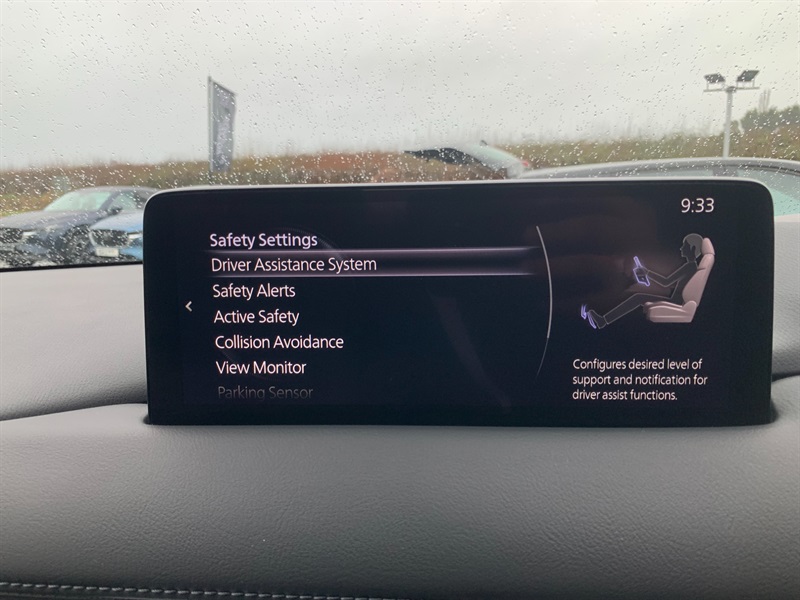 9:33
Safety Settings
Driver Assistance System
Safety Alerts
Active Safety
Collision Avoidance
View Monitor
Parking Sensor
Configures desired level of
support and notification for
driver assist functions.